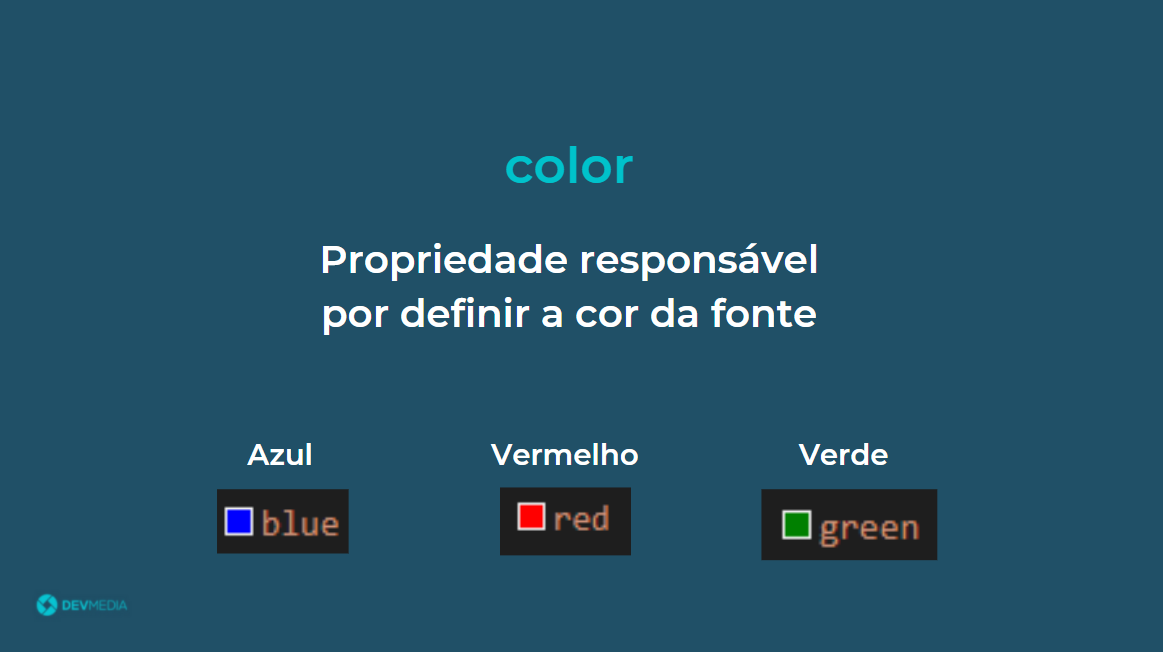 color
Propriedade responsável
por definir a cor da fonte
Azul
Vermelho
Verde
blue
red
green
DEVMEDIA